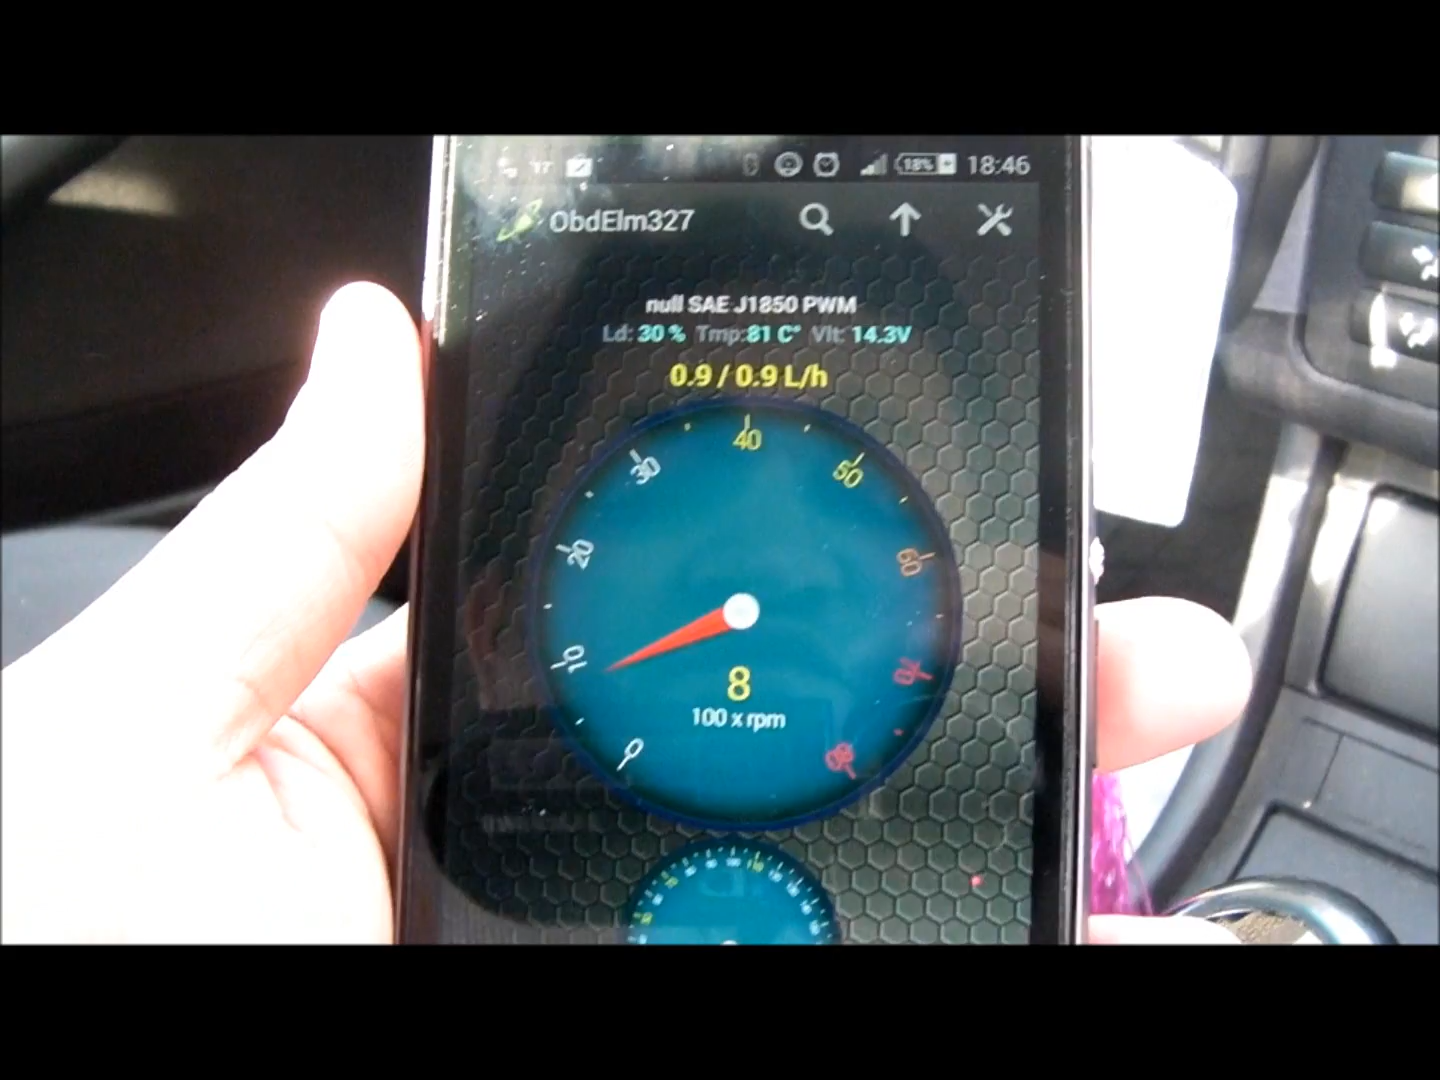 18% 18:46
ObdElm327
null SAE J1850 PWM
Ld: 30 % Tmp:81 C° Vlt: 14.3V
0.9 / 0.9 L/h
0
10
20
30
40
50
60
70
80
8
100 x rpm